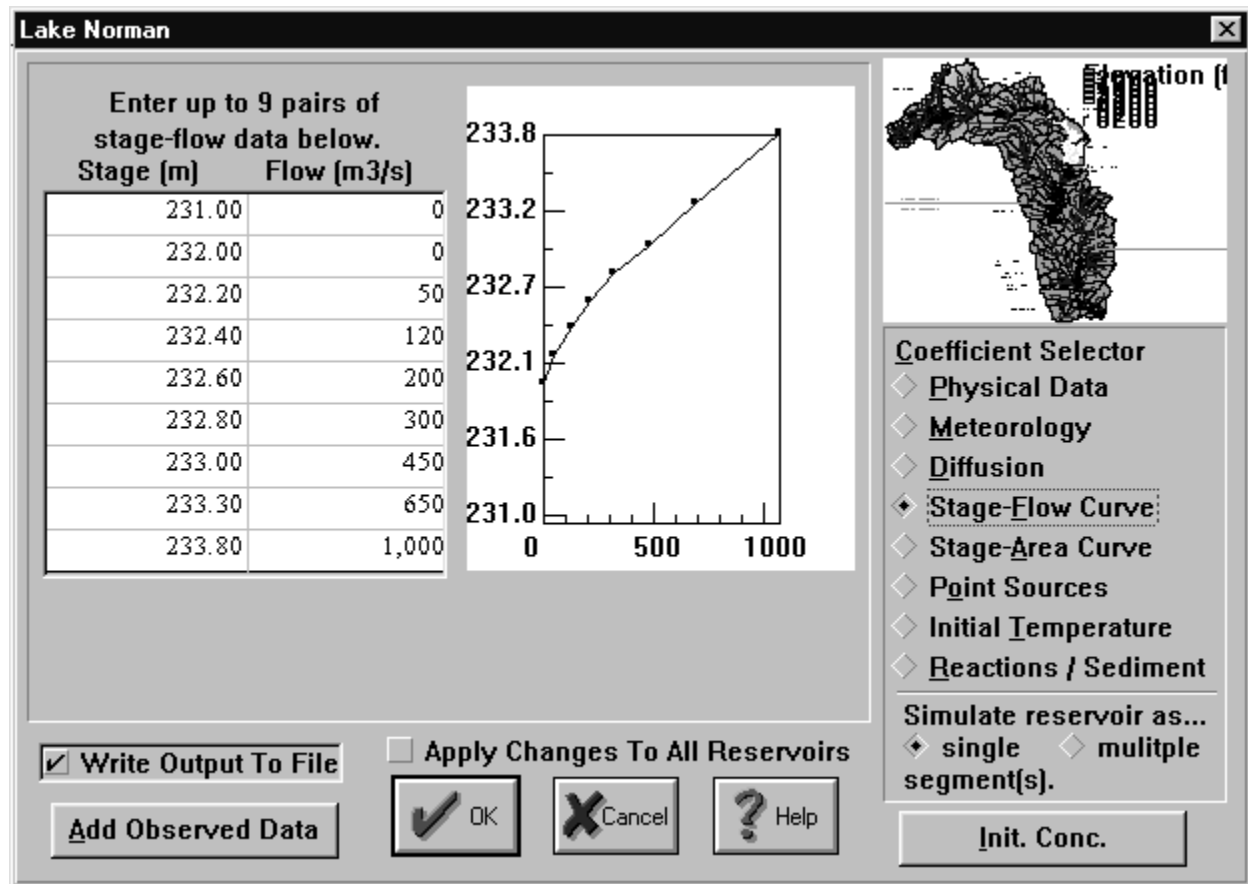 Lake Norman
Enter up to 9 pairs of
stage-flow data below.
Stage (m) Flow (m3/s)
231.00 0
232.00 0
232.20 50
232.40 120
232.60 200
232.80 300
233.00 450
233.30 650
233.80 1,000
233.8
233.2
232.7
232.1
231.6
231.0
0 500 1000
Elevation (f
Coefficient Selector
Physical Data
Meteorology
Diffusion
Stage-Flow Curve
Stage-Area Curve
Point Sources
Initial Temperature
Reactions / Sediment
Simulate reservoir as...
single mulitple
segment(s).
Write Output To File
Apply Changes To All Reservoirs
Add Observed Data
OK
Cancel
Help
Init. Conc.